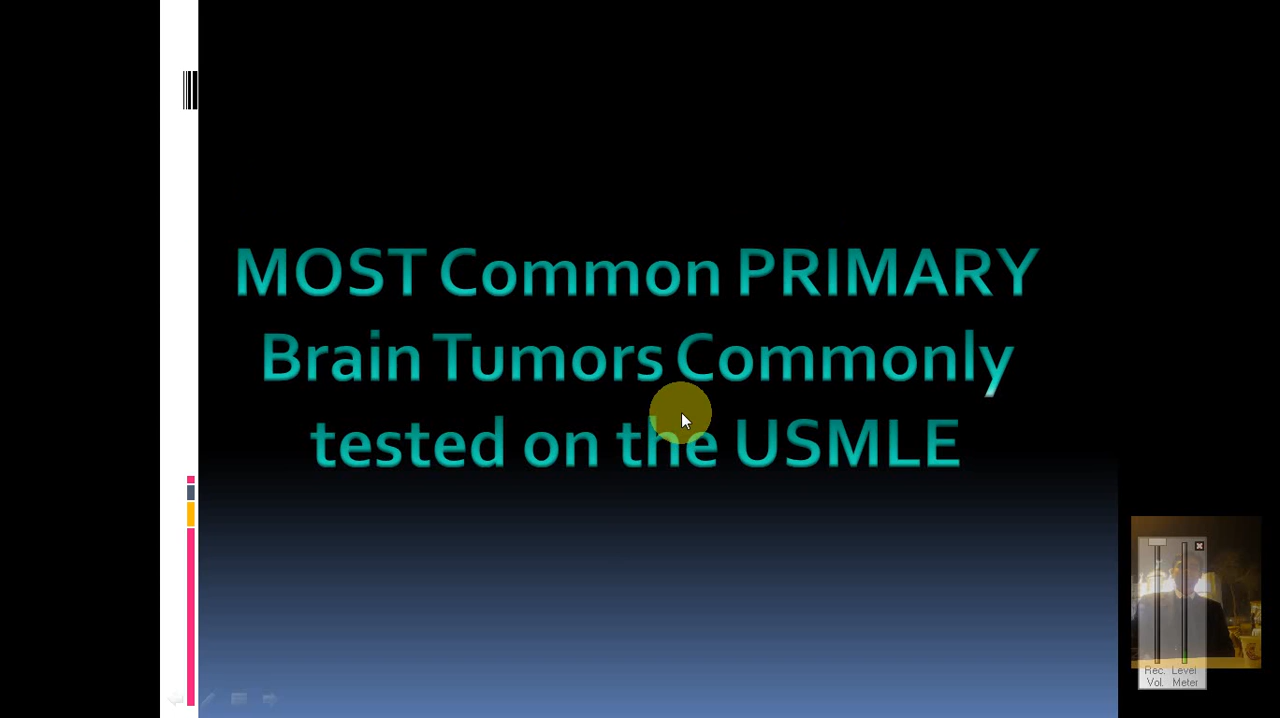 MOST Common PRIMARY
Brain Tumors Commonly
tested on the USMLE
Rec. Level
Vol. Meter